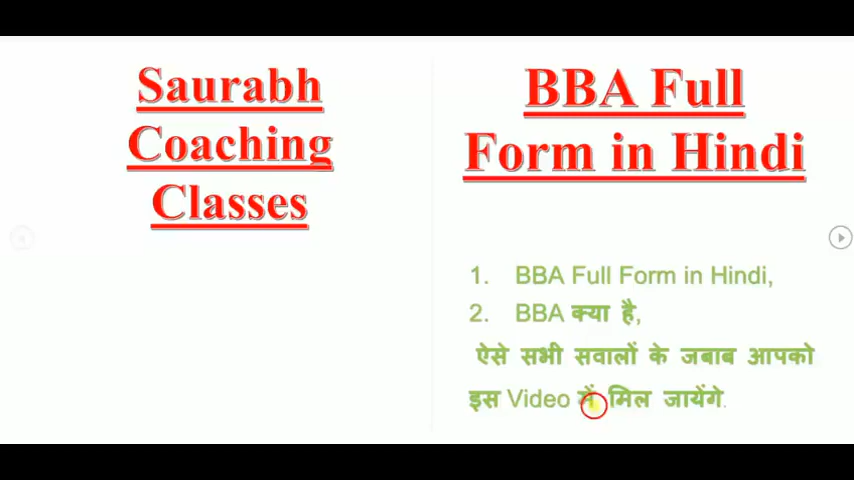 Saurabh
Coaching
Classes
BBA Full
Form in Hindi
1. BBA Full Form in Hindi,
2. BBA क्या है,
ऐसे सभी सवालों के जबाब आपको
इस Video में मिल जायेंगे.